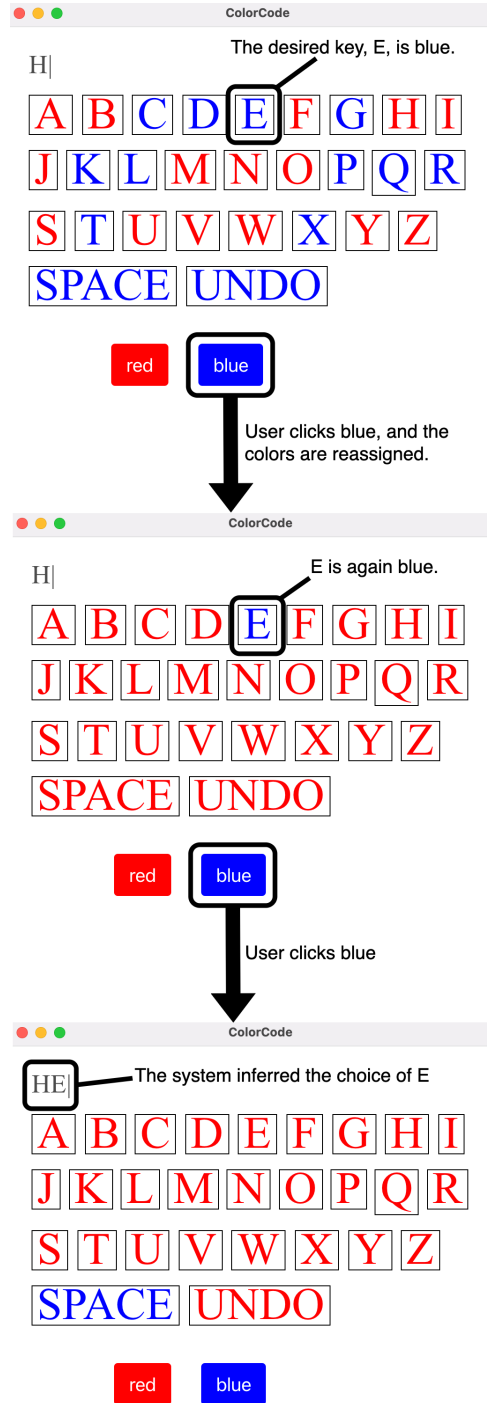 ColorCode
The desired key, E, is blue.
H|
A B C D E F G H I
J K L M N O P Q R
S T U V W X Y Z
SPACE UNDO
red blue
User clicks blue, and the
colors are reassigned.
ColorCode
E is again blue.
H|
A B C D E F G H I
J K L M N O P Q R
S T U V W X Y Z
SPACE UNDO
red blue
User clicks blue
ColorCode
HE| The system inferred the choice of E
A B C D E F G H I
J K L M N O P Q R
S T U V W X Y Z
SPACE UNDO
red blue